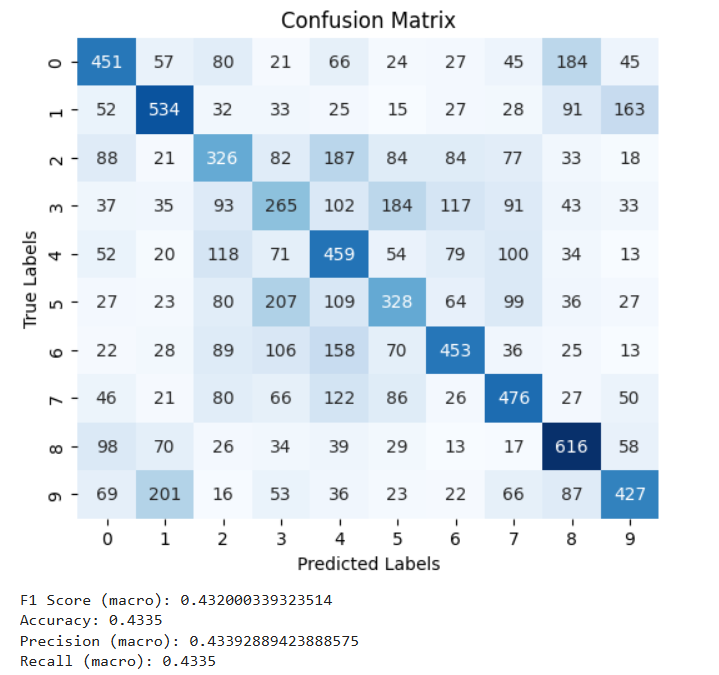 Confusion Matrix
0 451 57 80 21 66 24 27 45 184 45
1 52 534 32 33 25 15 27 28 91 163
2 88 21 326 82 187 84 84 77 33 18
3 37 35 93 265 102 184 117 91 43 33
4 52 20 118 71 459 54 79 100 34 13
5 27 23 80 207 109 328 64 99 36 27
6 22 28 89 106 158 70 453 36 25 13
7 46 21 80 66 122 86 26 476 27 50
8 98 70 26 34 39 29 13 17 616 58
9 69 201 16 53 36 23 22 66 87 427
True Labels
0 1 2 3 4 5 6 7 8 9
Predicted Labels
F1 Score (macro): 0.432000339323514
Accuracy: 0.4335
Precision (macro): 0.43392889423888575
Recall (macro): 0.4335